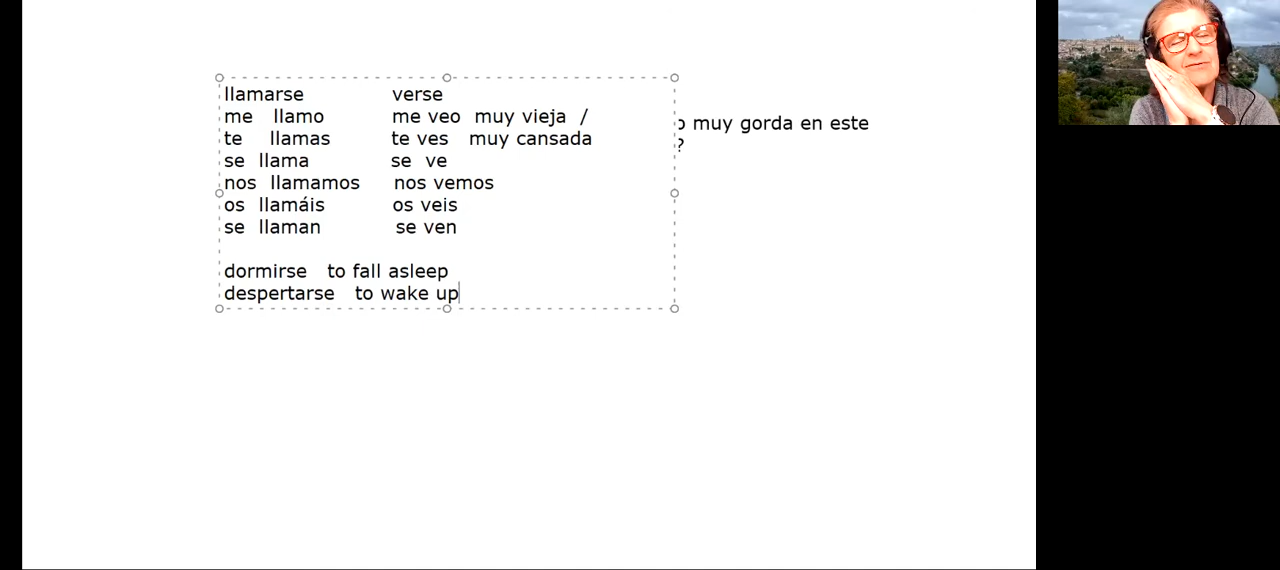 llamarse verse
me llamo me veo muy vieja /
te llamas te ves muy cansada
se llama se ve
nos llamamos nos vemos
os llamáis os veis
se llaman se ven
dormirse to fall asleep
despertarse to wake up
muy gorda en este
?